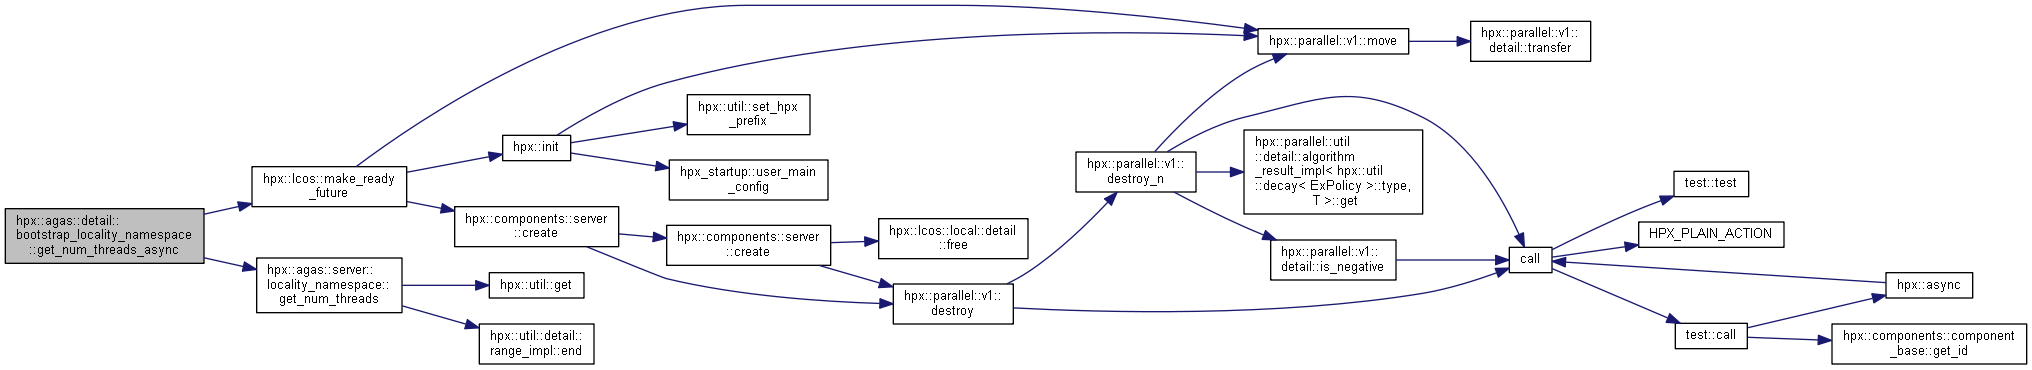 hpx::agas::detail::
bootstrap_locality_namespace
::get_num_threads_async
hpx::lcos::make_ready
_future
hpx::agas::server::
locality_namespace::
get_num_threads
hpx::init
hpx::components::server
::create
hpx::util::get
hpx::util::detail::
range_impl::end
hpx::util::set_hpx
_prefix
hpx_startup::user_main
_config
hpx::components::server
::create
hpx::lcos::local::detail
::free
hpx::parallel::v1::
destroy
hpx::parallel::v1::
destroy_n
hpx::parallel::v1::move
hpx::parallel::util
::detail::algorithm
_result_impl< hpx::util
::decay< ExPolicy >::type,
T >::get
hpx::parallel::v1::
detail::is_negative
hpx::parallel::v1::
detail::transfer
call
test::test
HPX_PLAIN_ACTION
test::call
hpx::async
hpx::components::component
_base::get_id